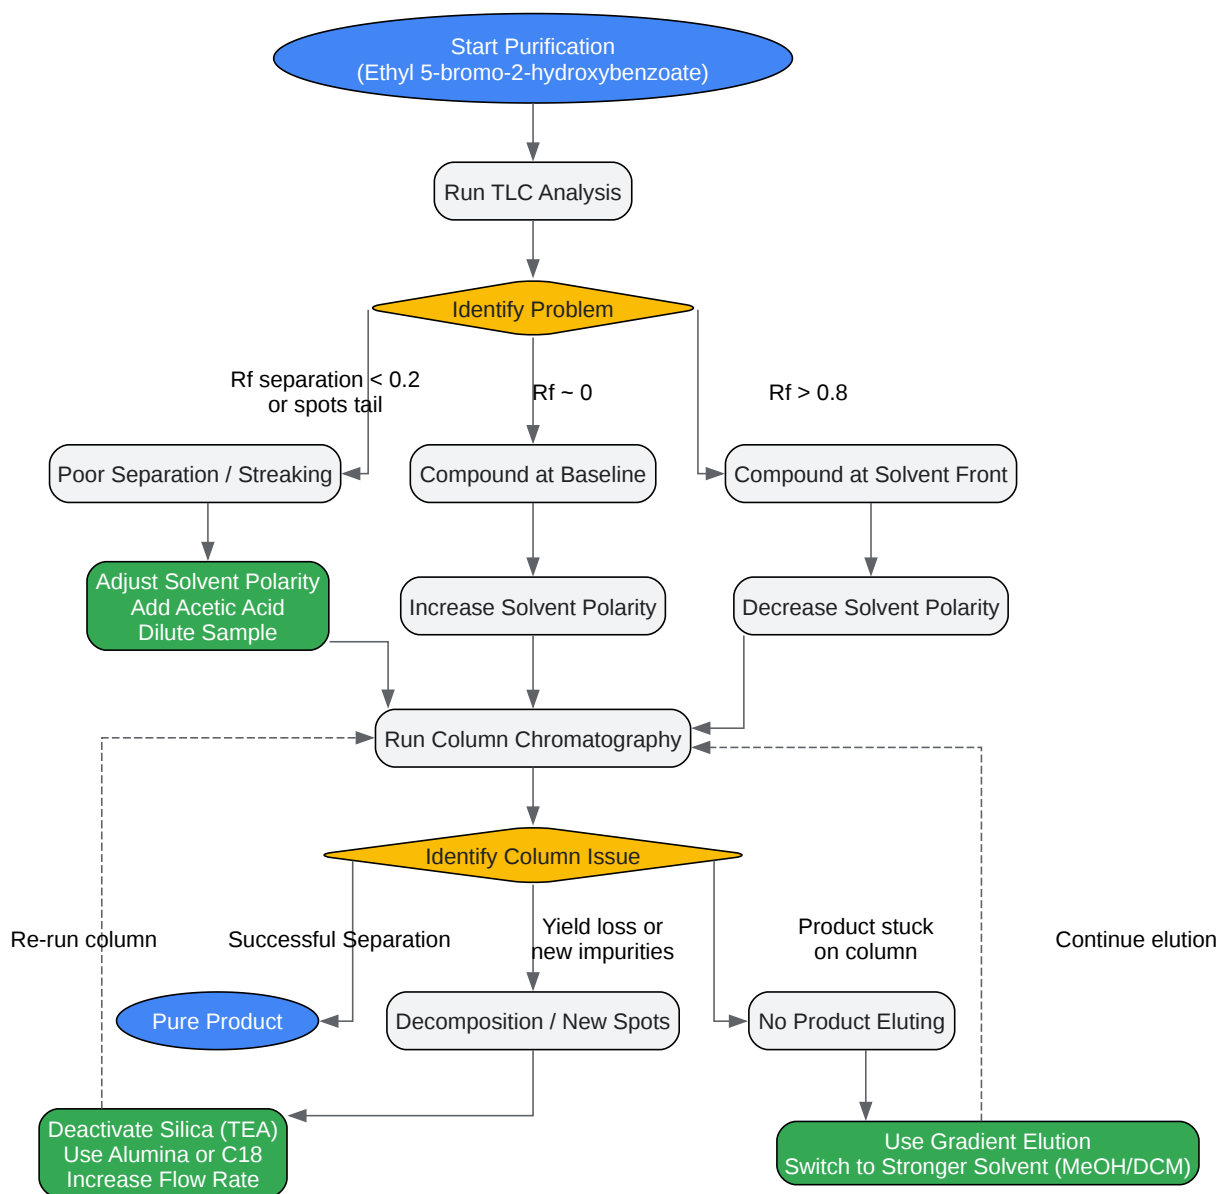 Start Purification
(Ethyl 5-bromo-2-hydroxybenzoate)
Run TLC Analysis
Identify Problem
Rf separation < 0.2
or spots tail
Rf ~ 0
Rf > 0.8
Poor Separation / Streaking
Compound at Baseline
Compound at Solvent Front
Adjust Solvent Polarity
Add Acetic Acid
Dilute Sample
Increase Solvent Polarity
Decrease Solvent Polarity
Run Column Chromatography
Identify Column Issue
Re-run column
Successful Separation
Yield loss or
new impurities
Product stuck
on column
Continue elution
Pure Product
Decomposition / New Spots
No Product Eluting
Deactivate Silica (TEA)
Use Alumina or C18
Increase Flow Rate
Use Gradient Elution
Switch to Stronger Solvent (MeOH/DCM)